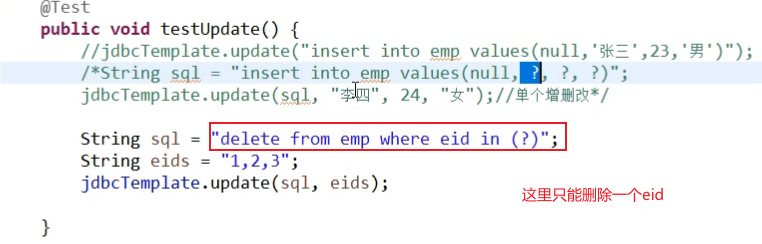 @Test
public void testUpdate() {
//jdbcTemplate.update("insert into emp values(null,'张三',23,'男')");
/*String sql = "insert into emp values(null, ?, ?, ?)";
jdbcTemplate.update(sql, "李四", 24, "女");//单个增删改*/
String sql = "delete from emp where eid in (?)";
String eids = "1,2,3";
jdbcTemplate.update(sql, eids);
这里只能删除一个eid
}